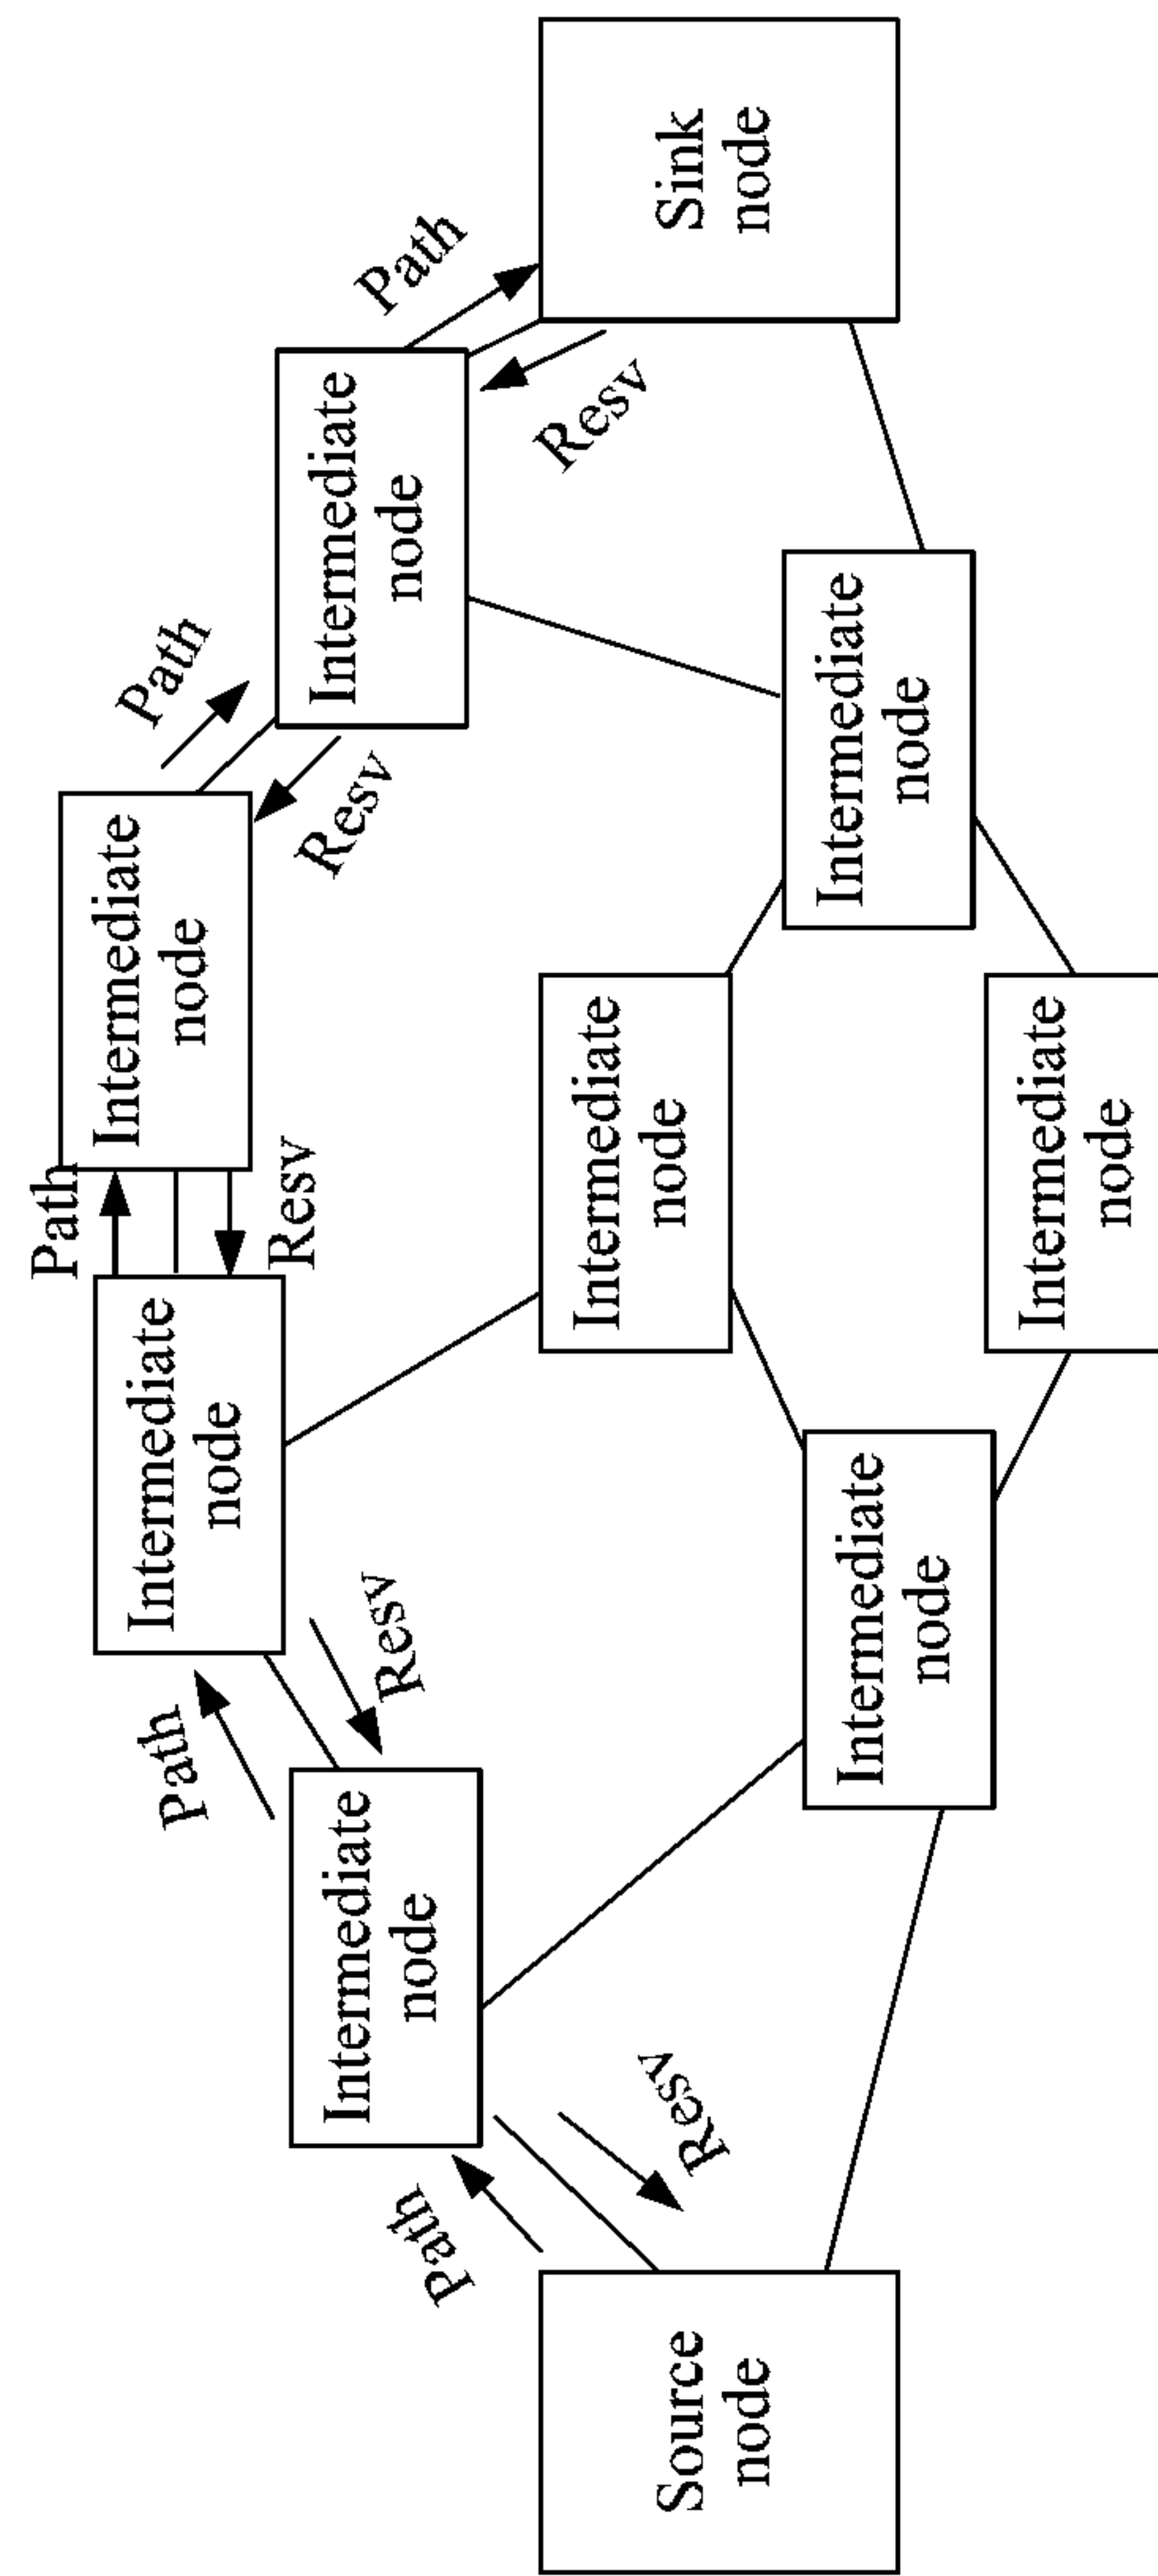 Path
Resv
Intermediate
node
Intermediate
node
Path
Resv
Path
Resv
Intermediate
node
Intermediate
node
Path
Resv
Path
Resv
Source
node
Intermediate
node
Intermediate
node
Intermediate
node
Intermediate
node
Sink
node